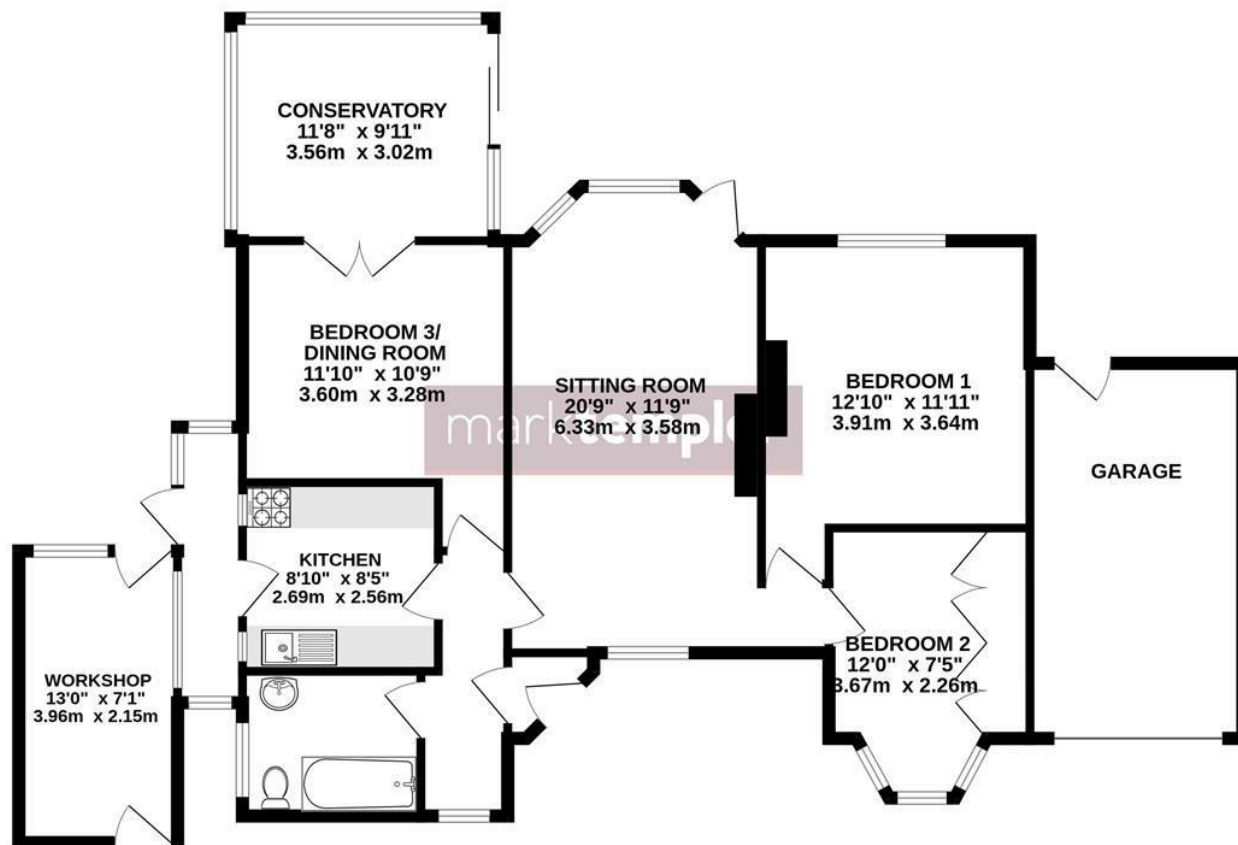 CONSERVATORY
11'8" x 9'11"
3.56m x 3.02m
BEDROOM 3/
DINING ROOM
11'10" x 10'9"
3.60m x 3.28m
SITTING ROOM
20'9" x 11'9"
6.33m x 3.58m
BEDROOM 1
12'10" x 11'11"
3.91m x 3.64m
marktempler
GARAGE
KITCHEN
8'10" x 8'5"
2.69m x 2.56m
BEDROOM 2
12'0" x 7'5"
3.67m x 2.26m
WORKSHOP
13'0" x 7'1"
3.96m x 2.15m